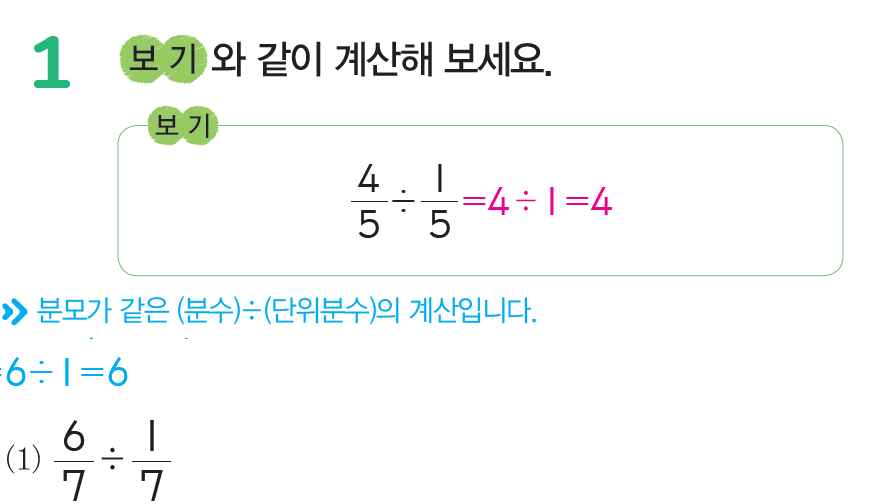 1 보기 와 같이 계산해 보세요.
보기
4/5 ÷ 1/5 =4÷1=4
분모가 같은 (분수)÷(단위분수)의 계산입니다.
=6÷1=6
(1) 6/7 ÷ 1/7